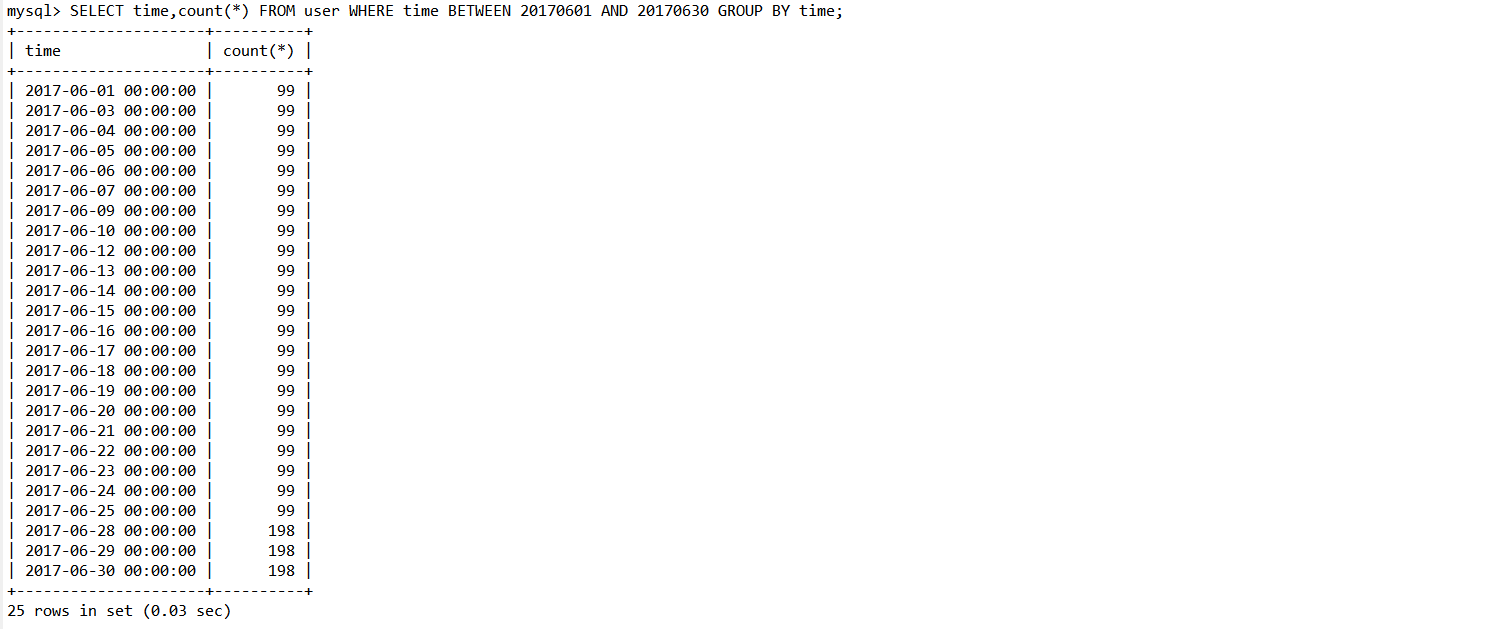 mysql> SELECT time,count(*) FROM user WHERE time BETWEEN 20170601 AND 20170630 GROUP BY time;
+---------------------+----------+
| time                | count(*) |
+---------------------+----------+
| 2017-06-01 00:00:00 |       99 |
| 2017-06-03 00:00:00 |       99 |
| 2017-06-04 00:00:00 |       99 |
| 2017-06-05 00:00:00 |       99 |
| 2017-06-06 00:00:00 |       99 |
| 2017-06-07 00:00:00 |       99 |
| 2017-06-09 00:00:00 |       99 |
| 2017-06-10 00:00:00 |       99 |
| 2017-06-12 00:00:00 |       99 |
| 2017-06-13 00:00:00 |       99 |
| 2017-06-14 00:00:00 |       99 |
| 2017-06-15 00:00:00 |       99 |
| 2017-06-16 00:00:00 |       99 |
| 2017-06-17 00:00:00 |       99 |
| 2017-06-18 00:00:00 |       99 |
| 2017-06-19 00:00:00 |       99 |
| 2017-06-20 00:00:00 |       99 |
| 2017-06-21 00:00:00 |       99 |
| 2017-06-22 00:00:00 |       99 |
| 2017-06-23 00:00:00 |       99 |
| 2017-06-24 00:00:00 |       99 |
| 2017-06-25 00:00:00 |       99 |
| 2017-06-28 00:00:00 |      198 |
| 2017-06-29 00:00:00 |      198 |
| 2017-06-30 00:00:00 |      198 |
+---------------------+----------+
25 rows in set (0.03 sec)